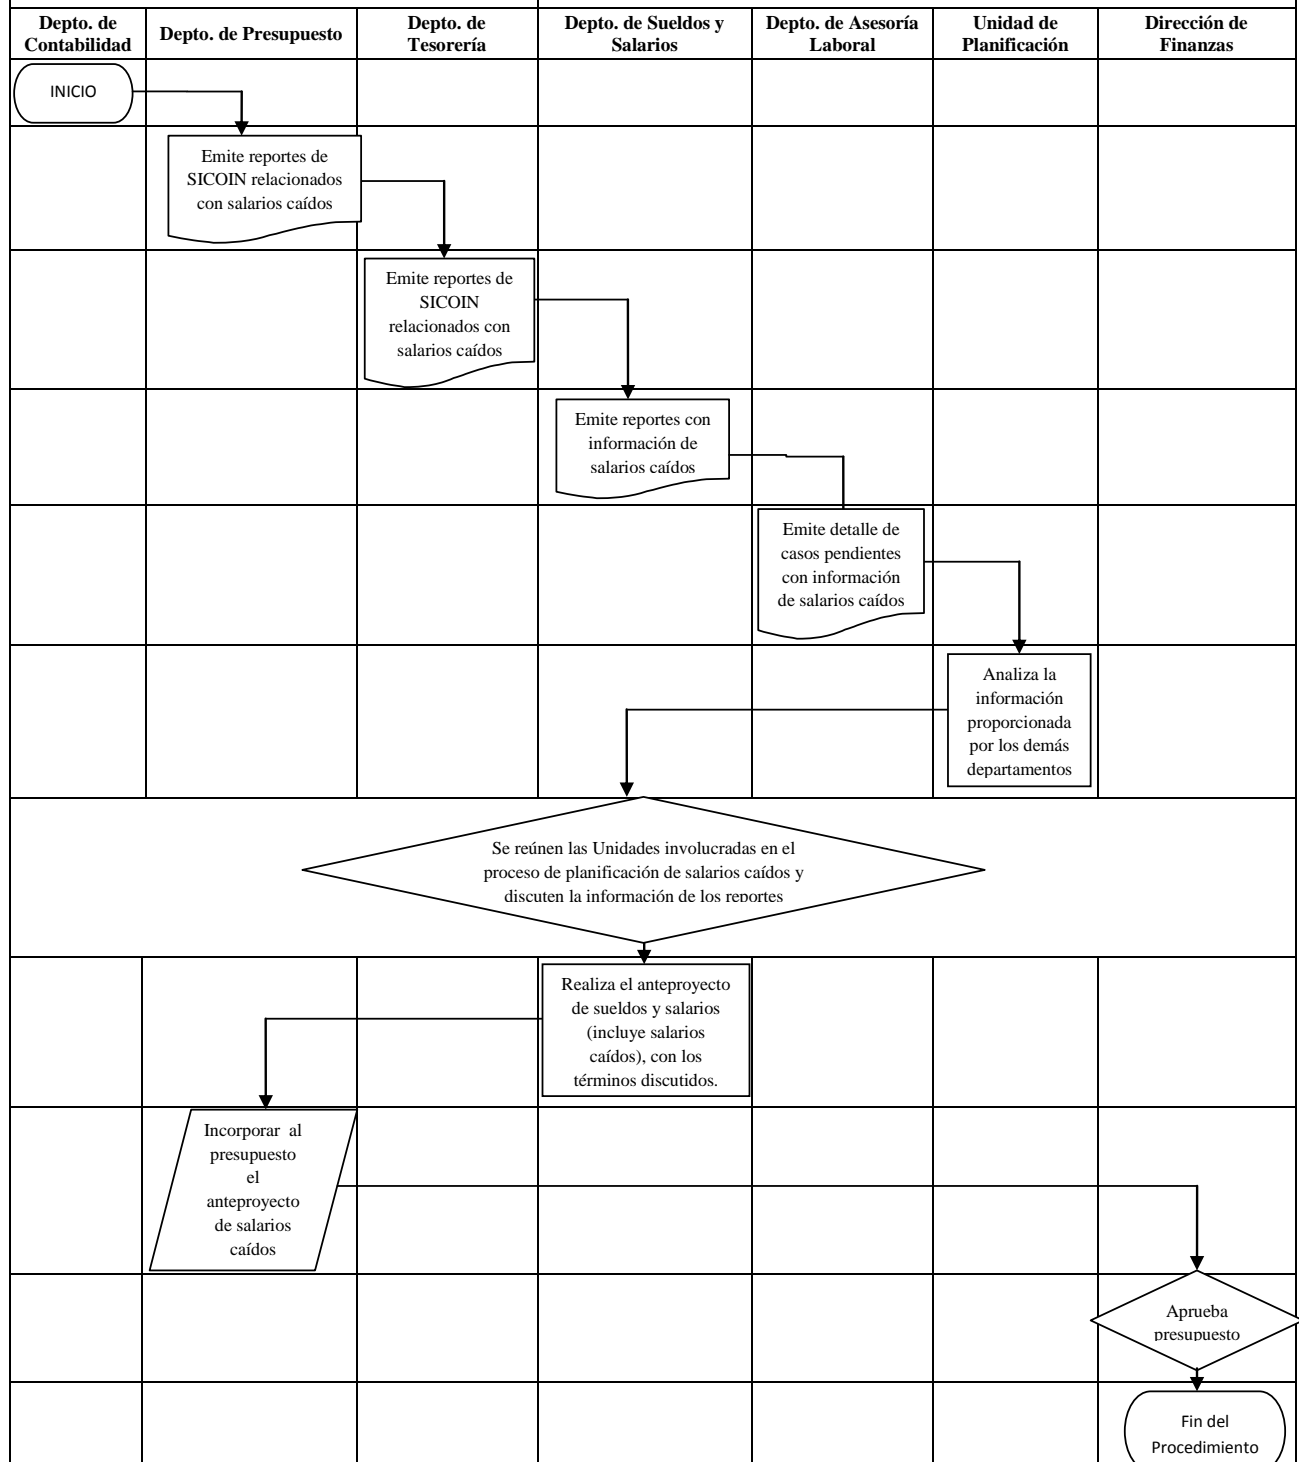 Depto. de
Contabilidad
Depto. de Presupuesto
Depto. de
Tesorería
Depto. de Sueldos y
Salarios
Depto. de Asesoría
Laboral
Unidad de
Planificación
Dirección de
Finanzas
INICIO
Emite reportes de
SICOIN relacionados
con salarios caídos
Emite reportes de
SICOIN
relacionados con
salarios caídos
Emite reportes con
información de
salarios caídos
Emite detalle de
casos pendientes
con información
de salarios caídos
Analiza la
información
proporcionada
por los demás
departamentos
Se reúnen las Unidades involucradas en el
proceso de planificación de salarios caídos y
discuten la información de los reportes
Realiza el anteproyecto
de sueldos y salarios
(incluye salarios
caídos), con los
términos discutidos.
Incorporar al
presupuesto
el
anteproyecto
de salarios
caídos
Aprueba
presupuesto
Fin del
Procedimiento